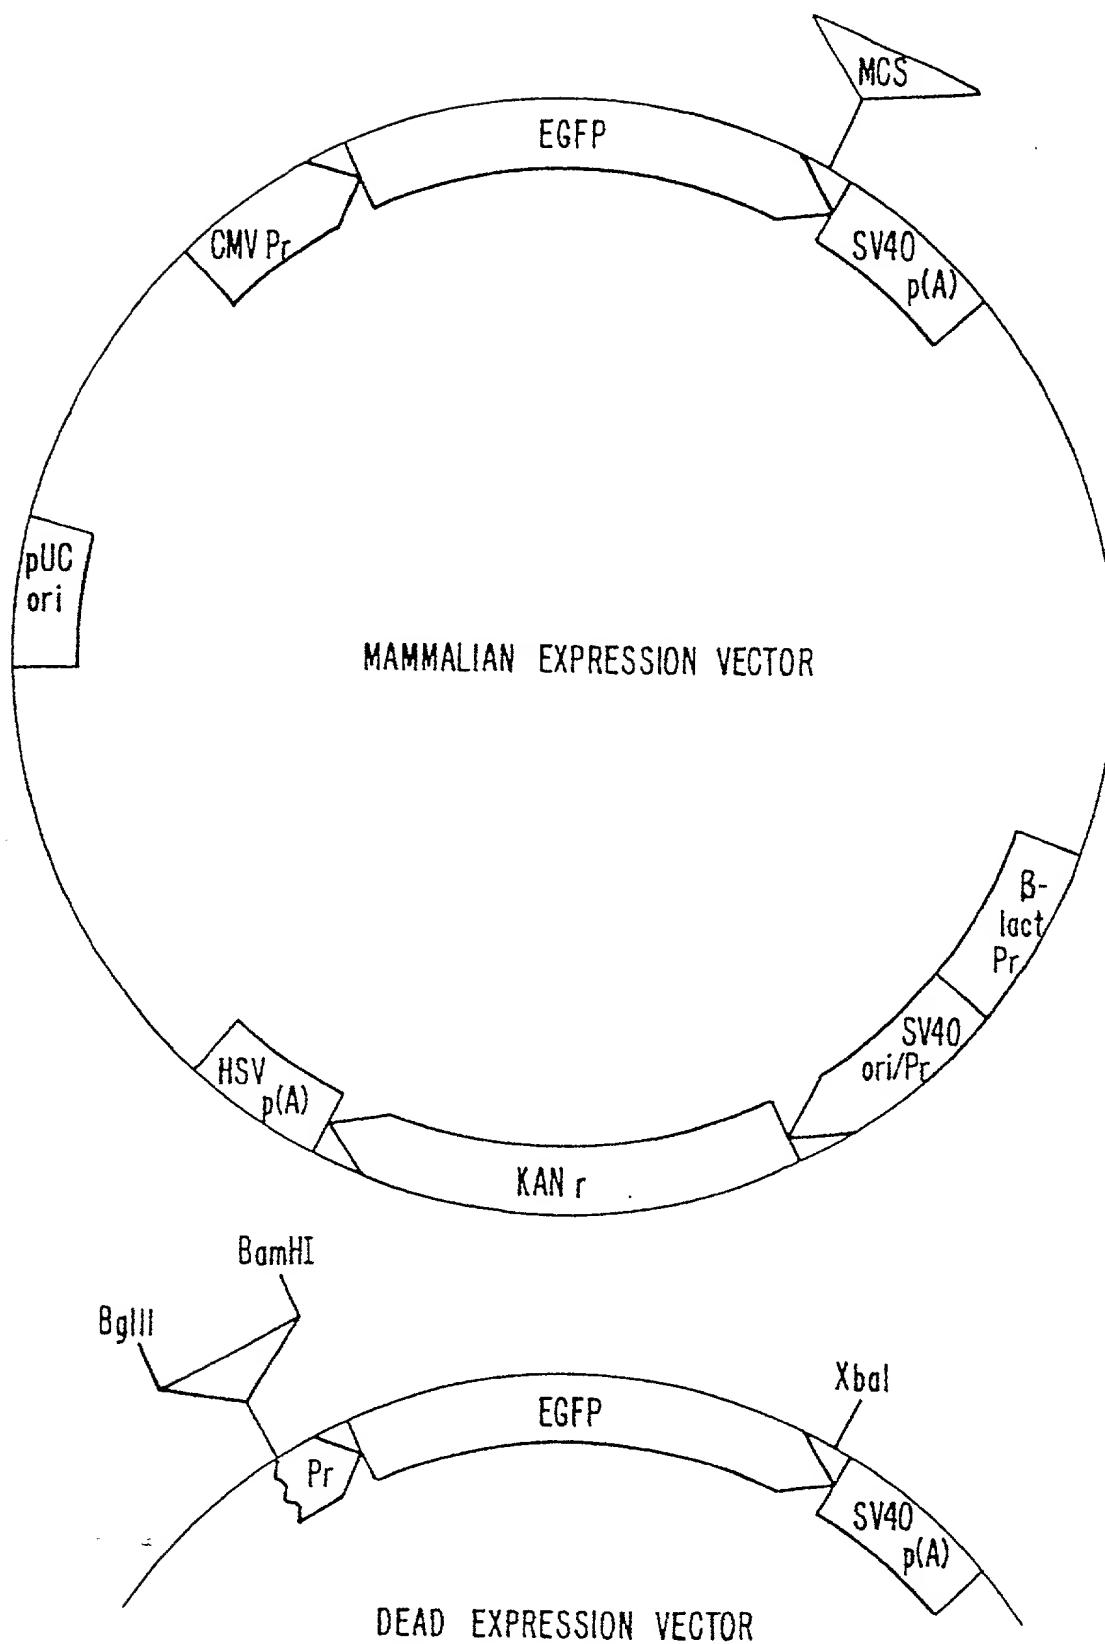 MCS
EGFP
CMV Pr
SV40
p(A)
pUC
ori
MAMMALIAN EXPRESSION VECTOR
β-
lact
Pr
SV40
ori/Pr
HSV
p(A)
KAN r
BamHI
BglII
XbaI
EGFP
Pr
SV40
p(A)
DEAD EXPRESSION VECTOR